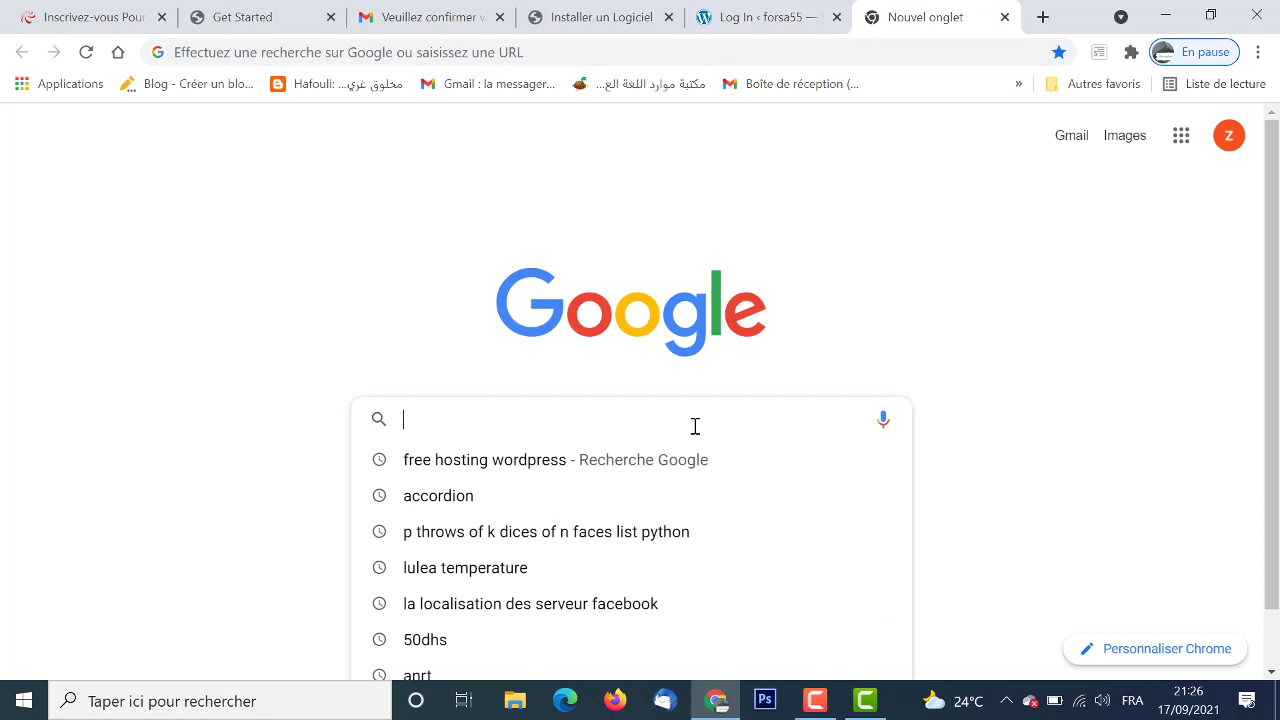 Inscrivez-vous Pour
Get Started
Veuillez confirmer v
Installer un Logiciel
Log In ‹ forsa55 —
Nouvel onglet
Effectuez une recherche sur Google ou saisissez une URL
En pause
Applications
Blog - Créer un blo...
Hafouli: ...مخلوق عري
Gmail : la messager...
مكتبة موارد اللغة الع...
Boîte de réception (...
»
Autres favoris
Liste de lecture
Gmail
Images
Z
Google
free hosting wordpress - Recherche Google
accordion
p throws of k dices of n faces list python
lulea temperature
la localisation des serveur facebook
50dhs
anrt
Personnaliser Chrome
Taper ici pour rechercher
Ps
24°C
FRA
21:26
17/09/2021